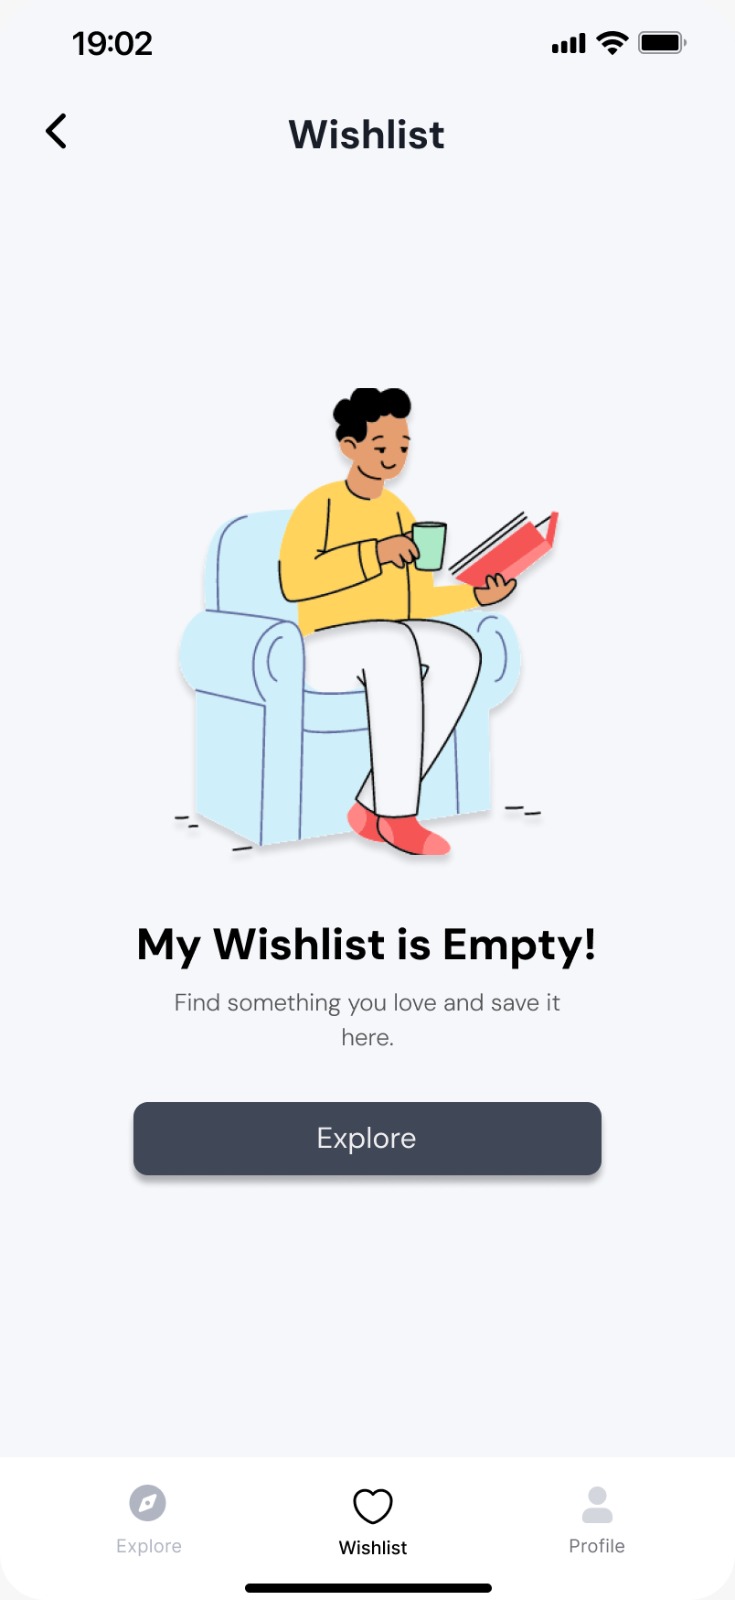 19:02
Wishlist
My Wishlist is Empty!
Find something you love and save it
here.
Explore
Explore
Wishlist
Profile